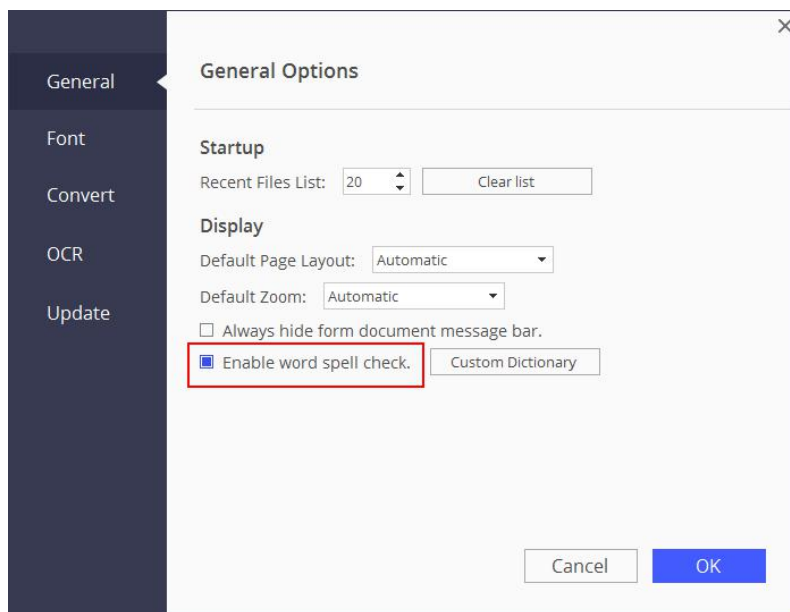 General
Font
Convert
OCR
Update
General Options
Startup
Recent Files List: 20 Clear list
Display
Default Page Layout: Automatic
Default Zoom: Automatic
Always hide form document message bar.
Enable word spell check. Custom Dictionary
Cancel OK